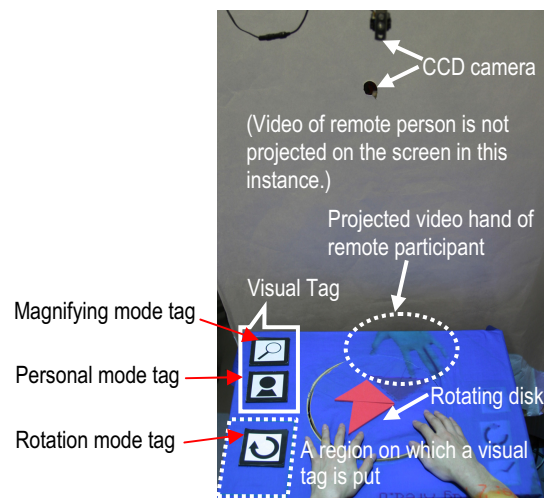 CCD camera
(Video of remote person is not
projected on the screen in this
instance.)
Projected video hand of
remote participant
Visual Tag
Magnifying mode tag
Personal mode tag
Rotating disk
Rotation mode tag
A region on which a visual
tag is put